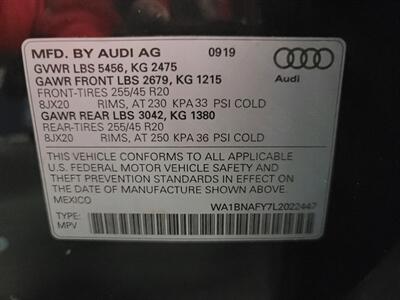 MFD. BY AUDI AG 09/19
GVWR LBS 5456, KG 2475
GAWR FRONT LBS 2679, KG 1215
Audi
FRONT-TIRES 255/45 R20
8JX20 RIMS, AT 230 KPA 33 PSI COLD
GAWR REAR LBS 3042, KG 1380
REAR-TIRES 255/45 R20
8JX20 RIMS, AT 250 KPA 36 PSI COLD
THIS VEHICLE CONFORMS TO ALL APPLICABLE
U.S. FEDERAL MOTOR VEHICLE SAFETY AND
THEFT PREVENTION STANDARDS IN EFFECT ON
THE DATE OF MANUFACTURE SHOWN ABOVE.
MEXICO WA1BNAFY7L2022447
TYPE:
MPV